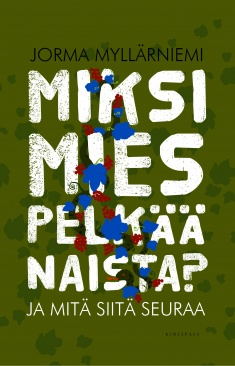 JORMA MYLLÄRNIEMI
MIKSI
MIES
PELKÄÄ
NAISTA?
JA MITÄ SIITÄ SEURAA